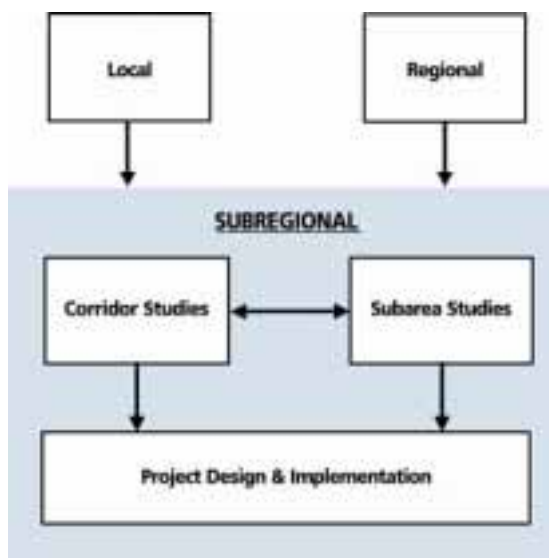 Local
Regional
SUBREGIONAL
Corridor Studies
Subarea Studies
Project Design & Implementation